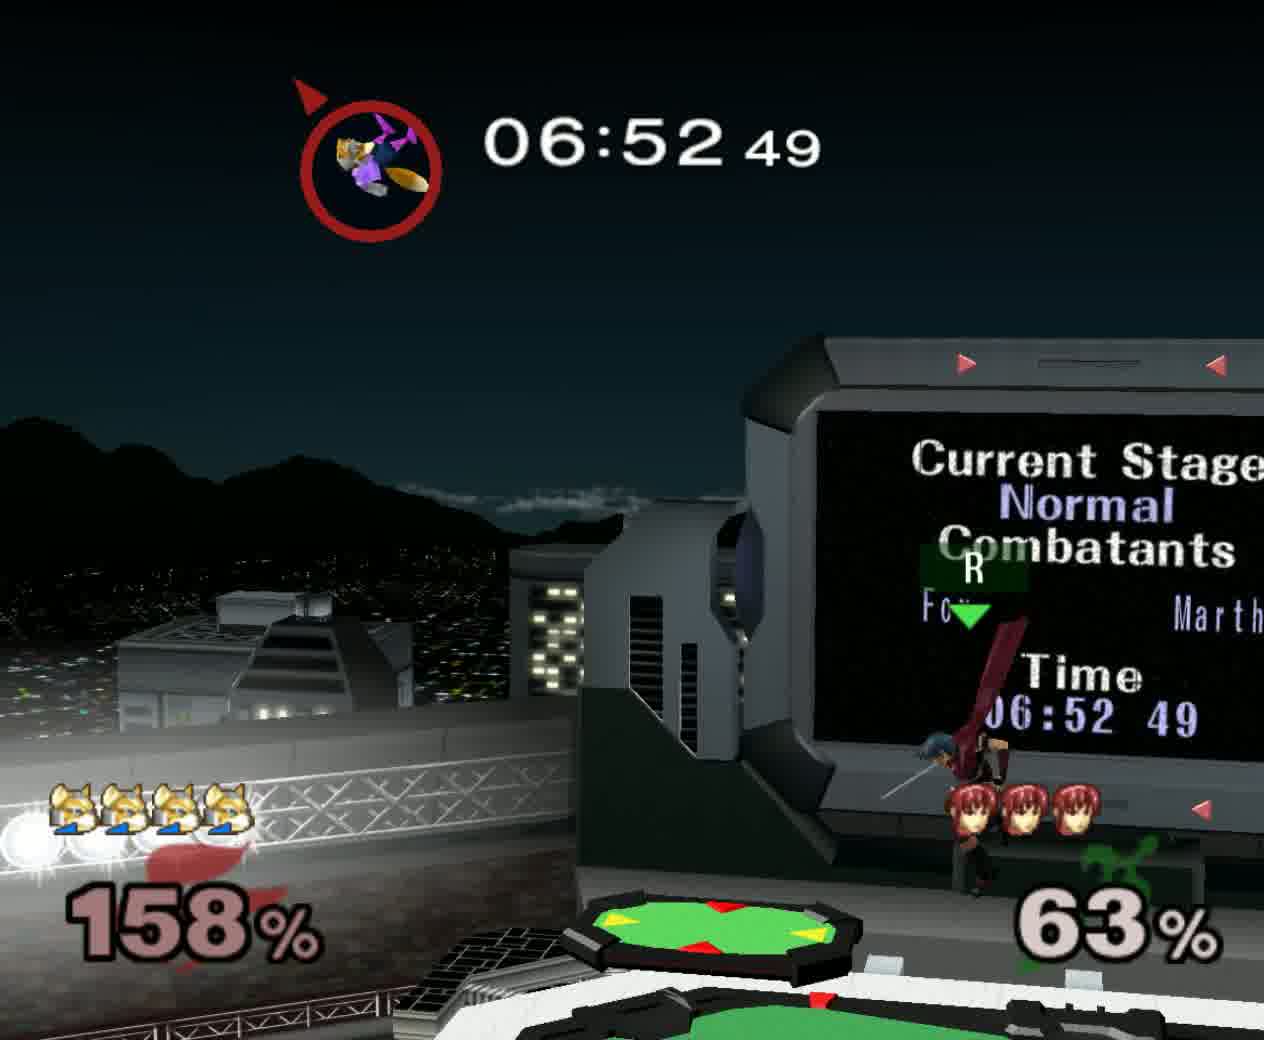 06:52 49
Current Stage
Normal
Combatants
R
Marth
Time
06:52 49
158%
63%